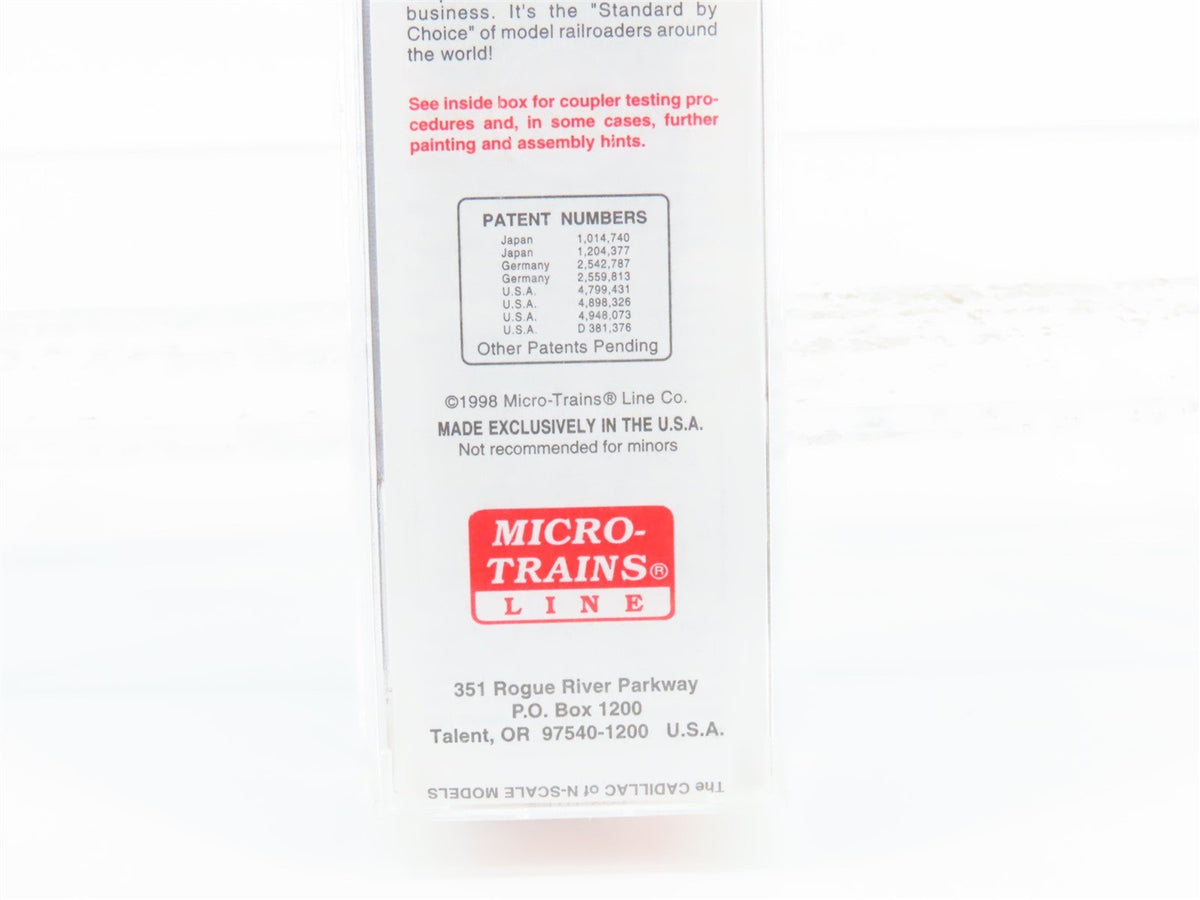 business. It's the "Standard by
Choice" of model railroaders around
the world!
See inside box for coupler testing pro-
cedures and, in some cases, further
painting and assembly hints.
PATENT NUMBERS
Japan 1,014,740
Japan 1,204,377
Germany 2,542,787
Germany 2,559,813
U.S.A. 4,799,431
U.S.A. 4,898,326
U.S.A. 4,948,073
U.S.A. D 381,376
Other Patents Pending
©1998 Micro-Trains® Line Co.
MADE EXCLUSIVELY IN THE U.S.A.
Not recommended for minors
MICRO-
TRAINS®
LINE
351 Rogue River Parkway
P.O. Box 1200
Talent, OR 97540-1200 U.S.A.
The CADILLAC of N-SCALE MODELS